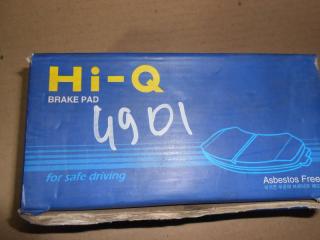 Hi-Q
BRAKE PAD
4901
for safe driving
Asbestos Free